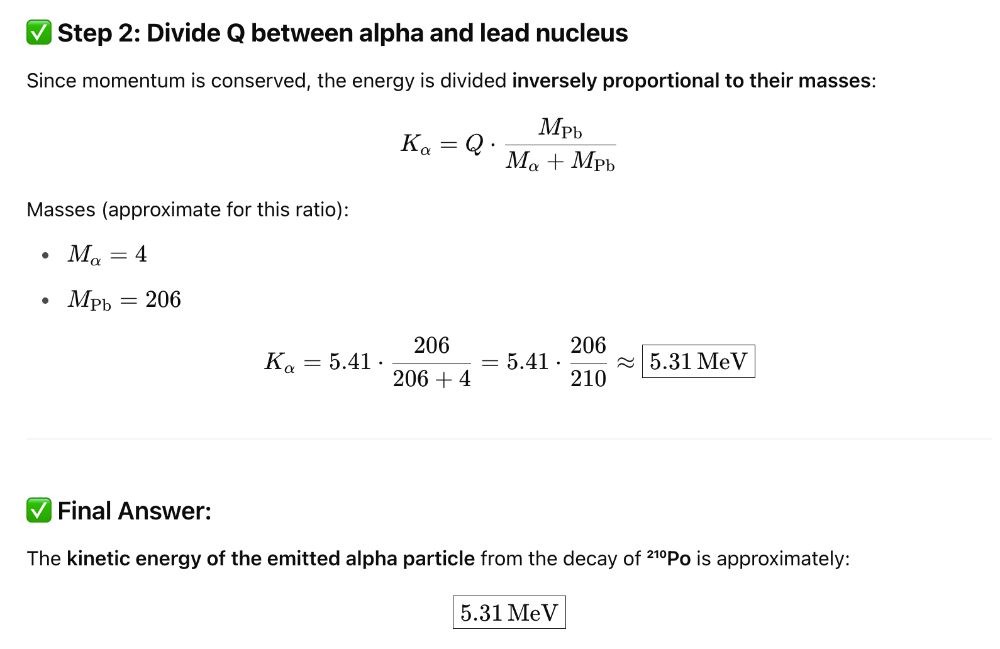 ✅ Step 2: Divide Q between alpha and lead nucleus
Since momentum is conserved, the energy is divided inversely proportional to their masses:
$K_\alpha = Q \cdot \frac{M_{\text{Pb}}}{M_\alpha + M_{\text{Pb}}}$
Masses (approximate for this ratio):
• $M_\alpha = 4$
• $M_{\text{Pb}} = 206$
$K_\alpha = 5.41 \cdot \frac{206}{206 + 4} = 5.41 \cdot \frac{206}{210} \approx \boxed{5.31\,\text{MeV}}$
✅ Final Answer:
The kinetic energy of the emitted alpha particle from the decay of ²¹⁰Po is approximately:
$\boxed{5.31\,\text{MeV}}$